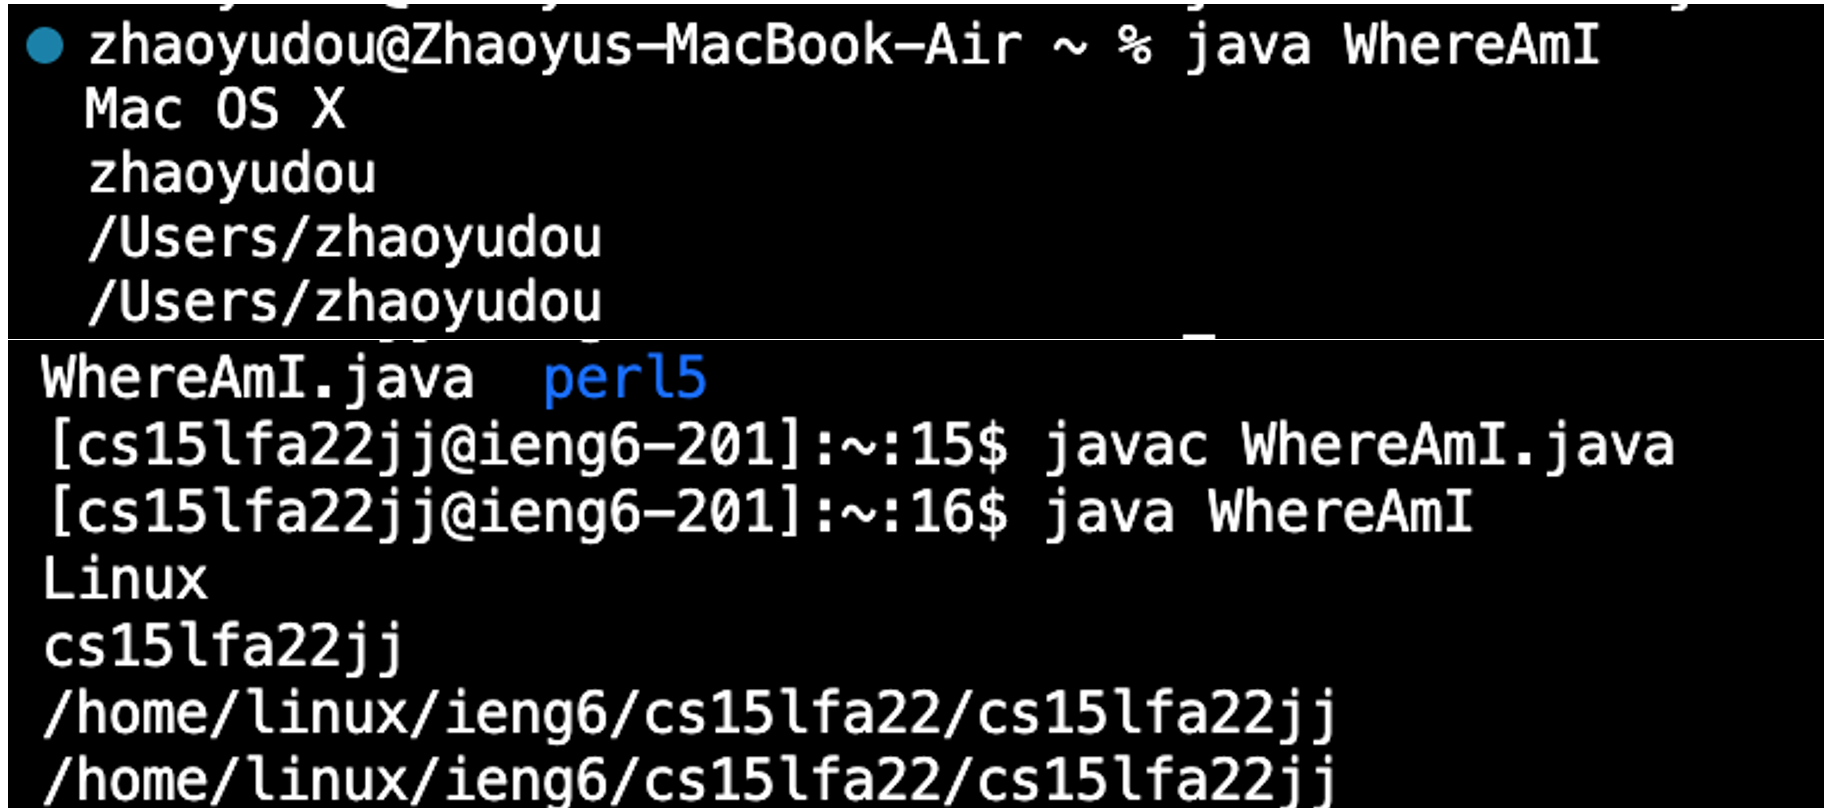 zhaoyudou@Zhaoyus-MacBook-Air ~ % java WhereAmI
Mac OS X
zhaoyudou
/Users/zhaoyudou
/Users/zhaoyudou
WhereAmI.java  perl5
[cs15lfa22jj@ieng6-201]:~:15$ javac WhereAmI.java
[cs15lfa22jj@ieng6-201]:~:16$ java WhereAmI
Linux
cs15lfa22jj
/home/linux/ieng6/cs15lfa22/cs15lfa22jj
/home/linux/ieng6/cs15lfa22/cs15lfa22jj